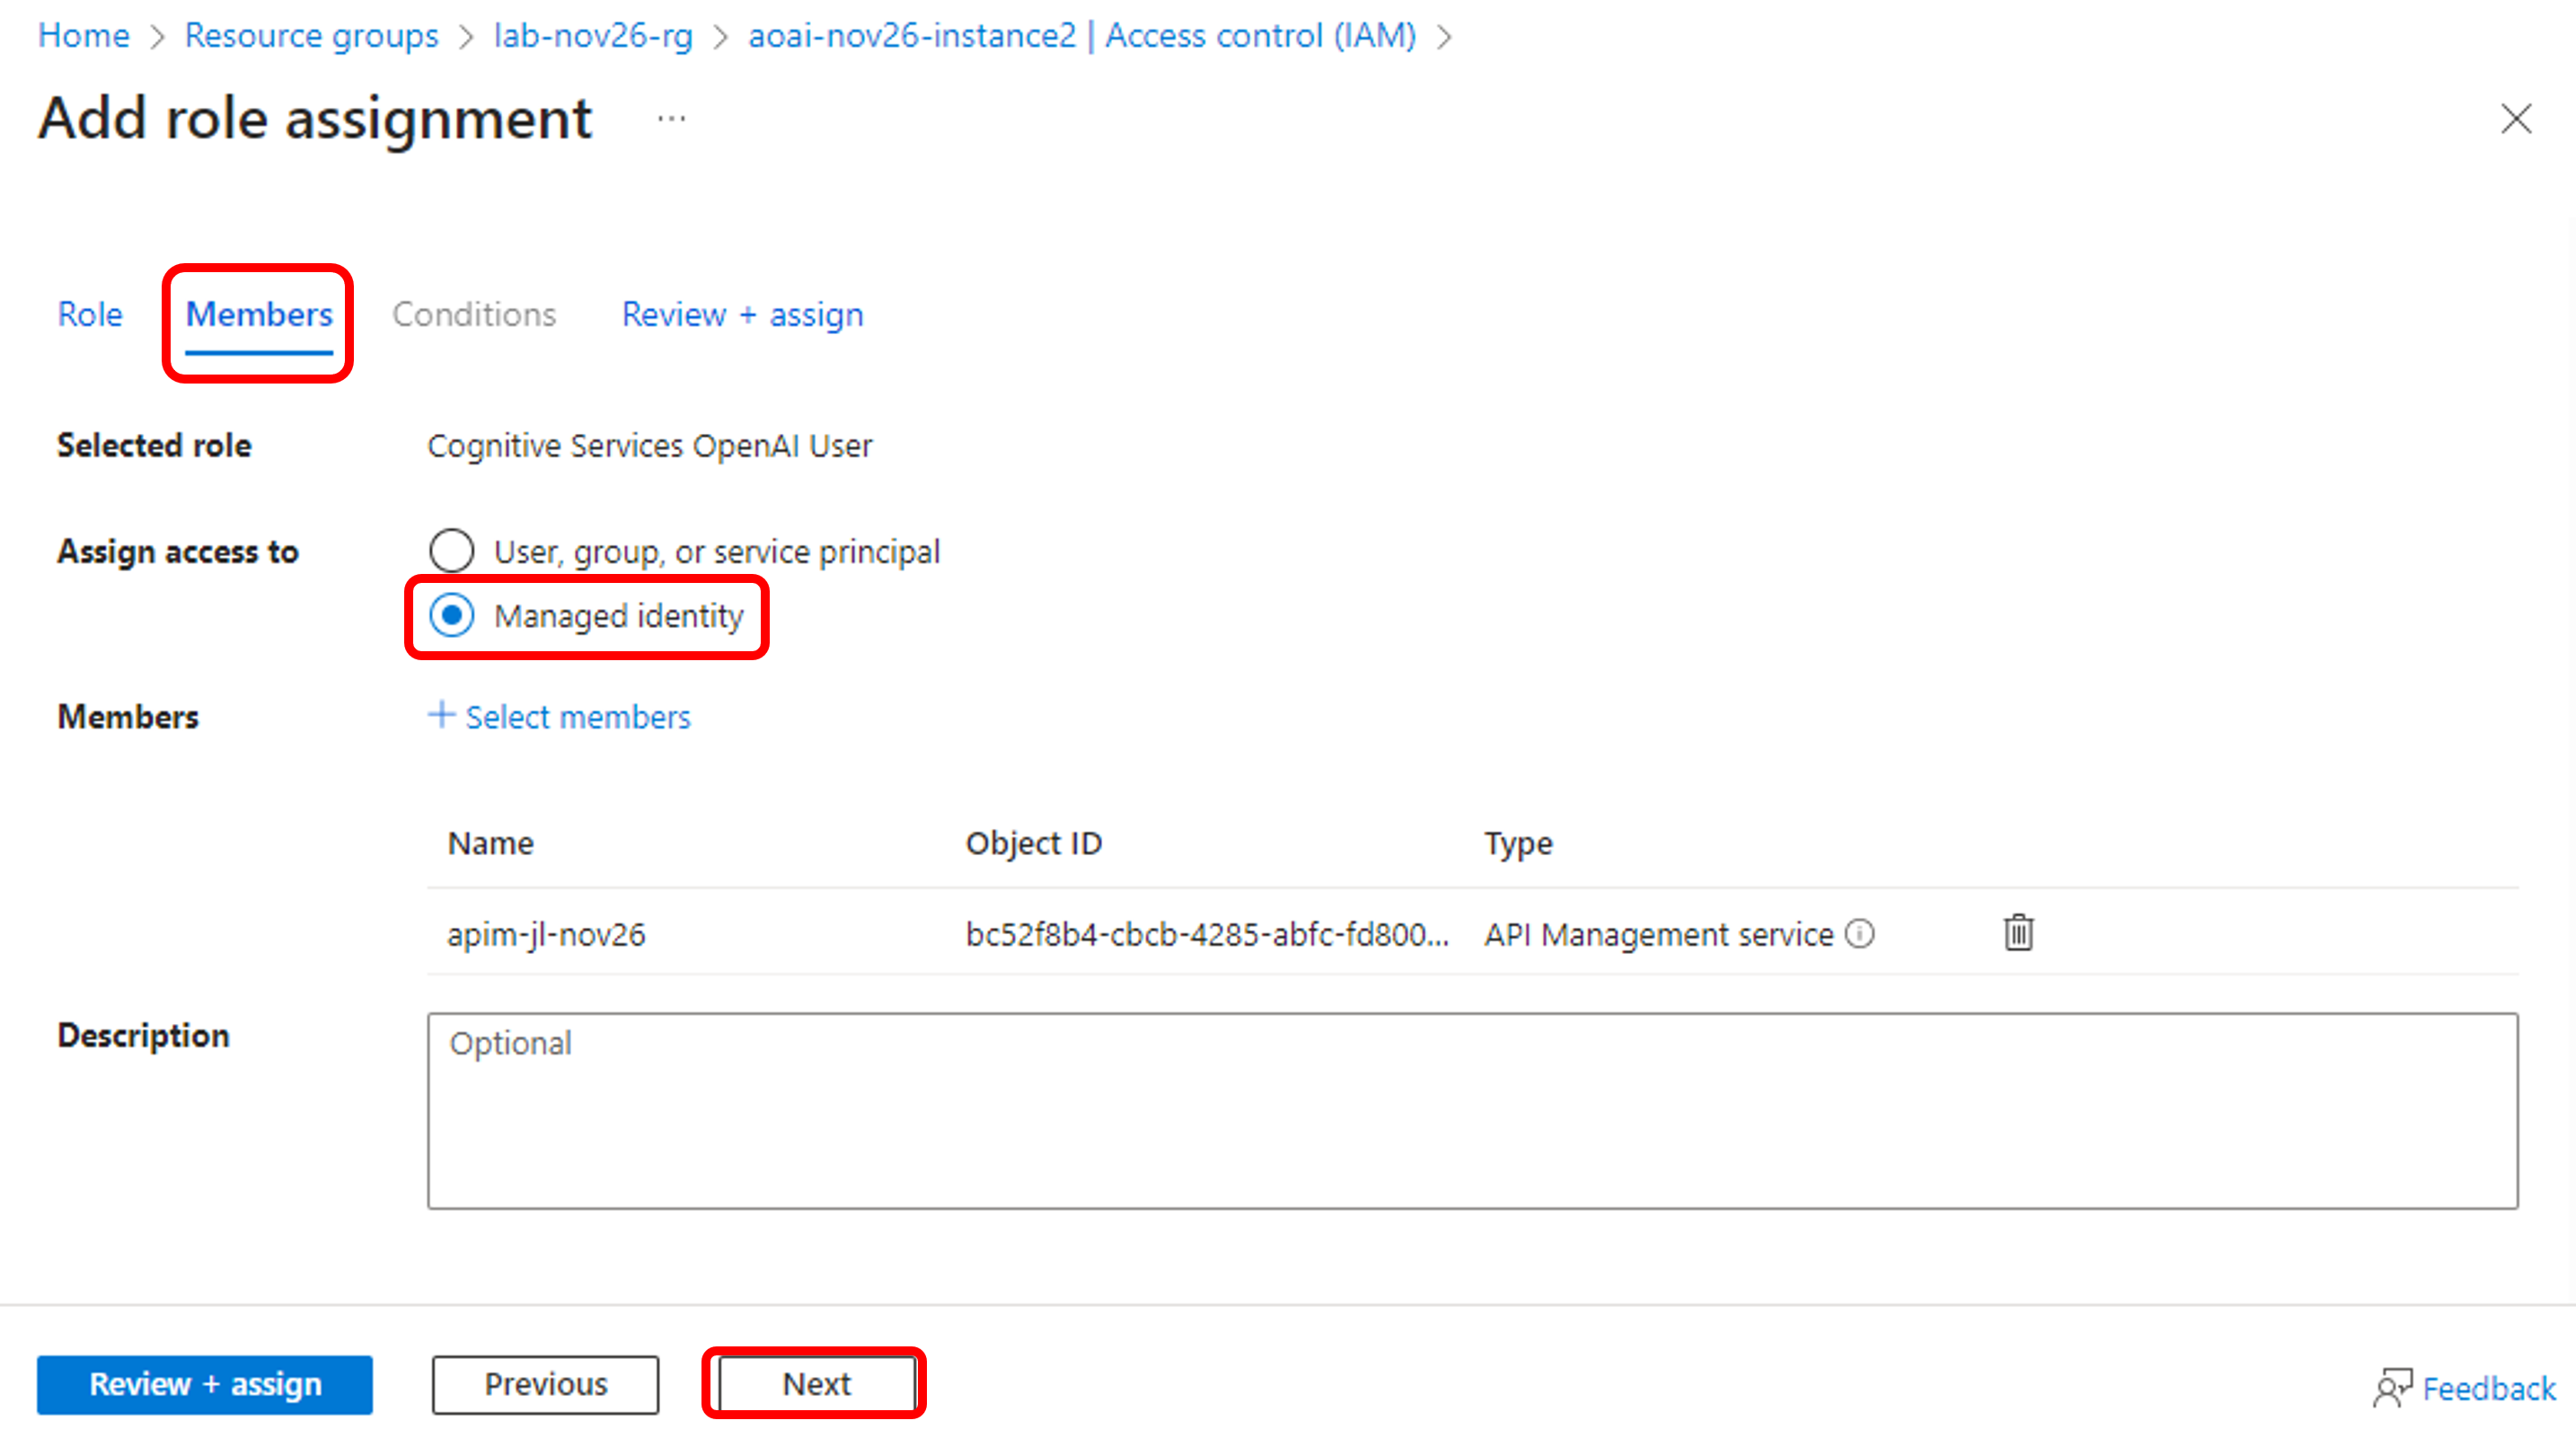 Home > Resource groups > lab-nov26-rg > aoai-nov26-instance2 | Access control (IAM) >
Add role assignment ...
Role Members Conditions Review + assign
Selected role Cognitive Services OpenAI User
Assign access to User, group, or service principal
Managed identity
Members + Select members
Name Object ID Type
apim-jl-nov26 bc52f8b4-cbcb-4285-abfc-fd800... API Management service
Description Optional
Review + assign Previous Next Feedback